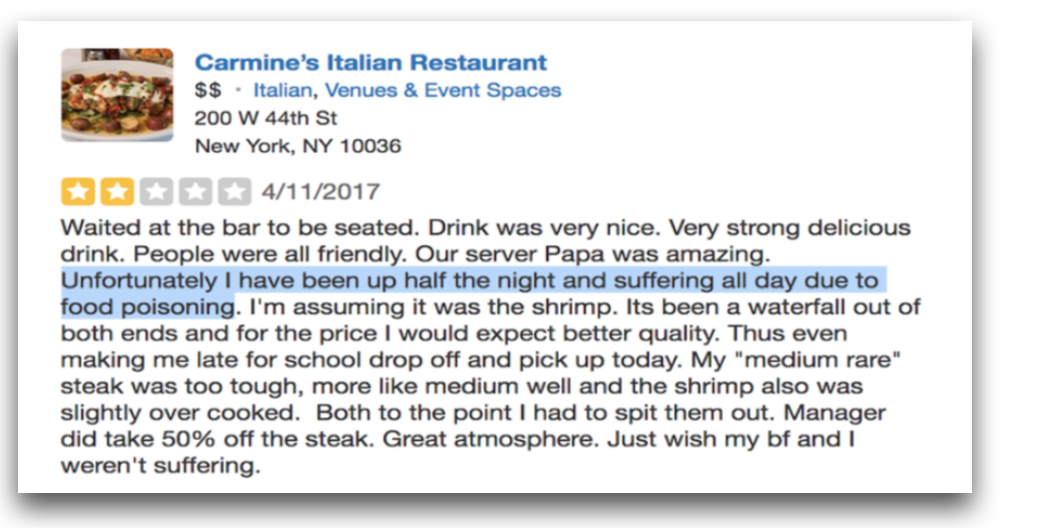 Carmine’s Italian Restaurant
$$ · Italian, Venues & Event Spaces
200 W 44th St
New York, NY 10036
4/11/2017
Waited at the bar to be seated. Drink was very nice. Very strong delicious
drink. People were all friendly. Our server Papa was amazing.
Unfortunately I have been up half the night and suffering all day due to
food poisoning. I'm assuming it was the shrimp. Its been a waterfall out of
both ends and for the price I would expect better quality. Thus even
making me late for school drop off and pick up today. My "medium rare"
steak was too tough, more like medium well and the shrimp also was
slightly over cooked.  Both to the point I had to spit them out. Manager
did take 50% off the steak. Great atmosphere. Just wish my bf and I
weren't suffering.